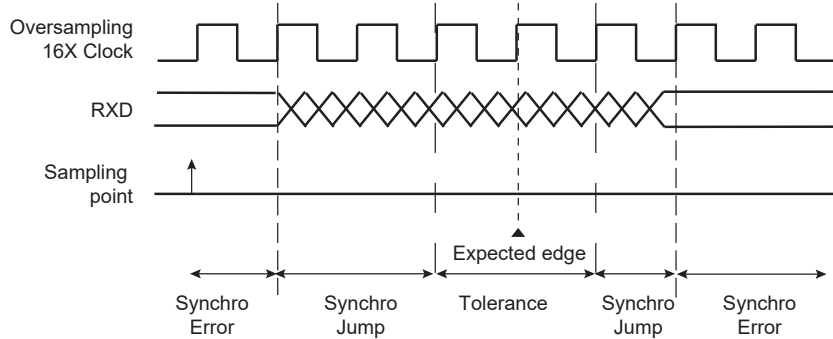 Oversampling
16X Clock
RXD
Sampling
point
Expected edge
Synchro
Error
Synchro
Jump
Tolerance
Synchro
Jump
Synchro
Error